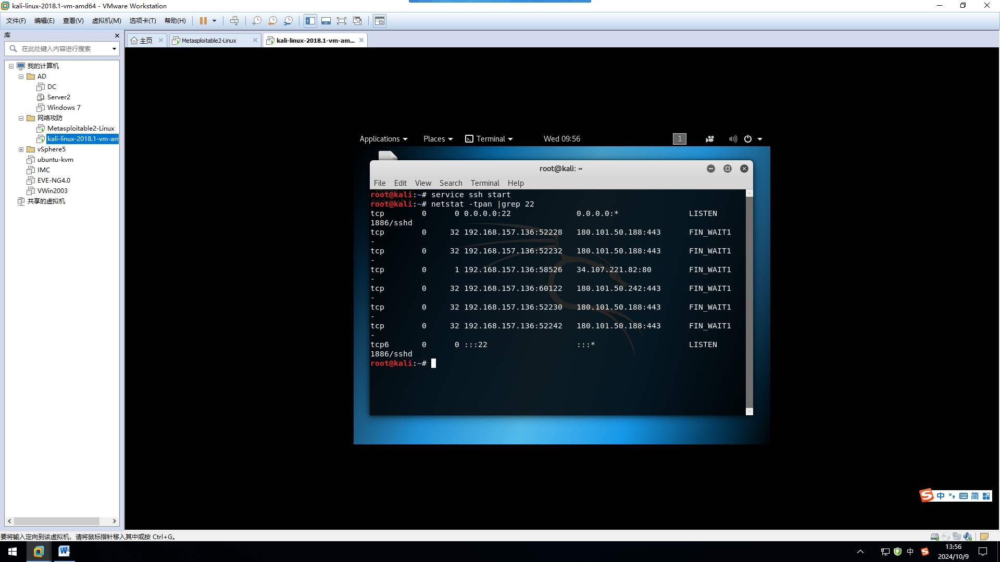 kali-linux-2018.1-vm-amd64 - VMware Workstation
文件(F) 编辑(E) 查看(V) 虚拟机(M) 选项卡(T) 帮助(H)
库
在此处键入内容进行搜索
我的计算机
AD
DC
Server2
Windows 7
网络攻防
Metasploitable2-Linux
kali-linux-2018.1-vm-am
vSphere5
ubuntu-kvm
IMC
EVE-NG4.0
VWin2003
共享的虚拟机
主页 Metasploitable2-Linux kali-linux-2018.1-vm-am...
Applications Places Terminal Wed 09:56 1
root@kali: ~
File Edit View Search Terminal Help
root@kali:~# service ssh start
root@kali:~# netstat -tpan |grep 22
tcp 0 0 0.0.0.0:22 0.0.0.0:* LISTEN
1886/sshd
tcp 0 32 192.168.157.136:52228 180.101.50.188:443 FIN_WAIT1
-
tcp 0 32 192.168.157.136:52232 180.101.50.188:443 FIN_WAIT1
-
tcp 0 1 192.168.157.136:58526 34.107.221.82:80 FIN_WAIT1
-
tcp 0 32 192.168.157.136:60122 180.101.50.242:443 FIN_WAIT1
-
tcp 0 32 192.168.157.136:52230 180.101.50.188:443 FIN_WAIT1
-
tcp 0 32 192.168.157.136:52242 180.101.50.188:443 FIN_WAIT1
-
tcp6 0 0 :::22 :::* LISTEN
1886/sshd
root@kali:~#
S 中 简
要将输入定向到该虚拟机，请将鼠标指针移入其中或按 Ctrl+G。
W 中 S 13:56
2024/10/9